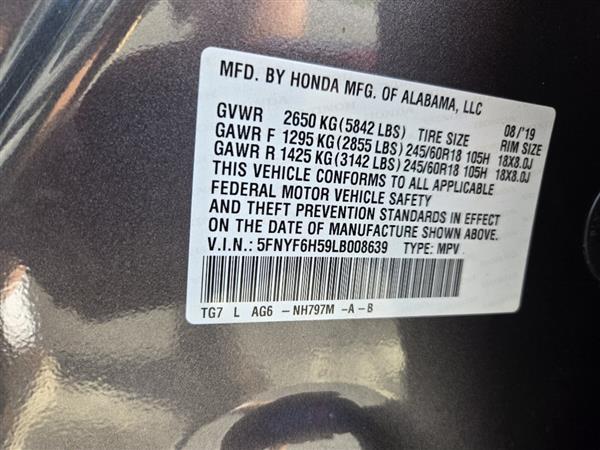 MFD. BY HONDA MFG. OF ALABAMA, LLC
08/'19
GVWR 2650 KG(5842 LBS) TIRE SIZE RIM SIZE
GAWR F 1295 KG(2855 LBS) 245/60R18 105H 18X8.0J
GAWR R 1425 KG(3142 LBS) 245/60R18 105H 18X8.0J
THIS VEHICLE CONFORMS TO ALL APPLICABLE
FEDERAL MOTOR VEHICLE SAFETY
AND THEFT PREVENTION STANDARDS IN EFFECT
ON THE DATE OF MANUFACTURE SHOWN ABOVE.
V.I.N.: 5FNYF6H59LB008639 TYPE: MPV
TG7 L AG6 -NH797M -A-B